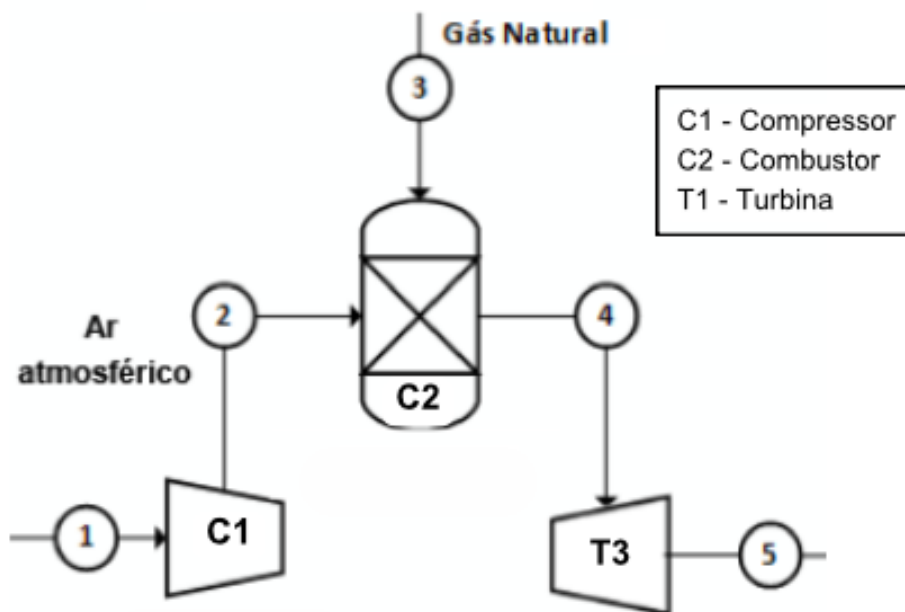 Gás Natural
3
C1 - Compressor
C2 - Combustor
T1 - Turbina
2
4
Ar
atmosférico
C2
1
C1
T3
5